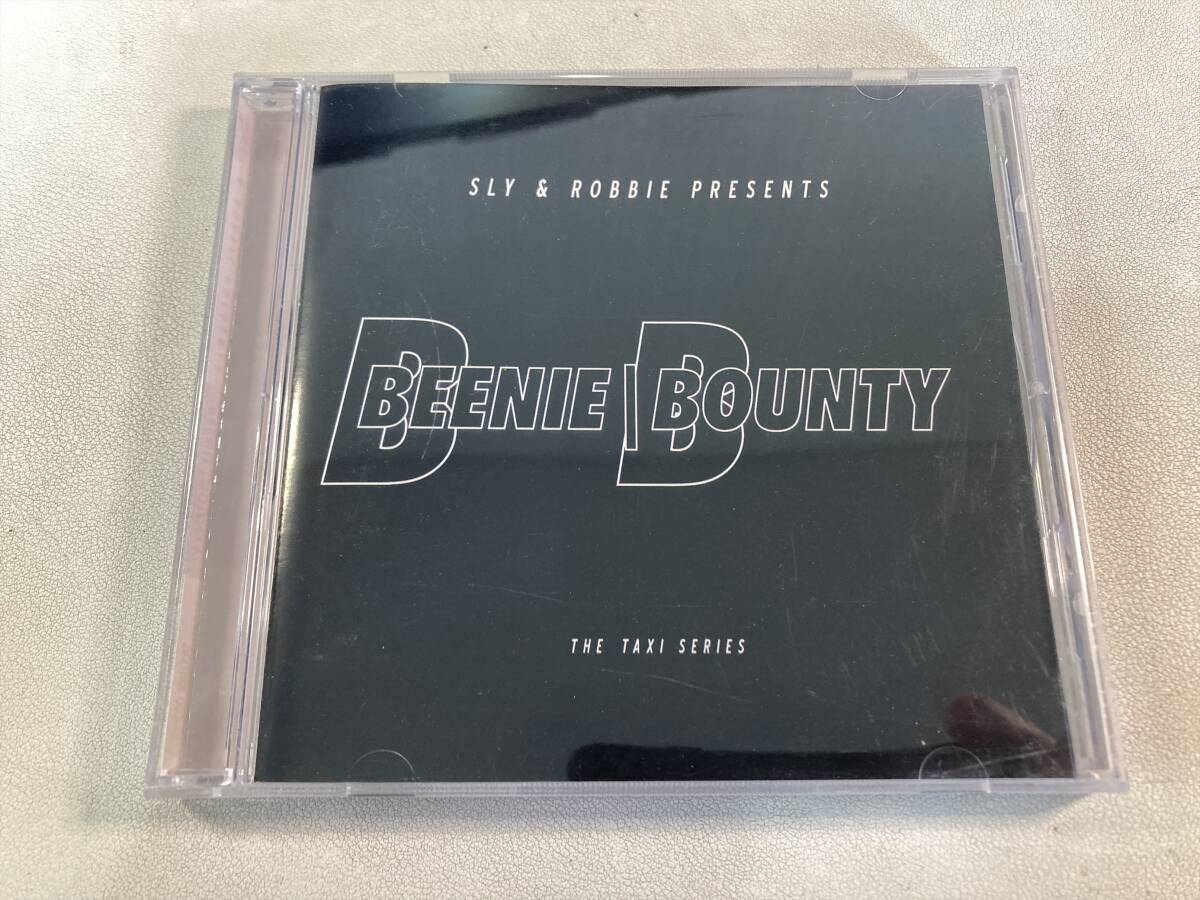 SLY & ROBBIE PRESENTS
B BEENIE | B BOUNTY
THE TAXI SERIES